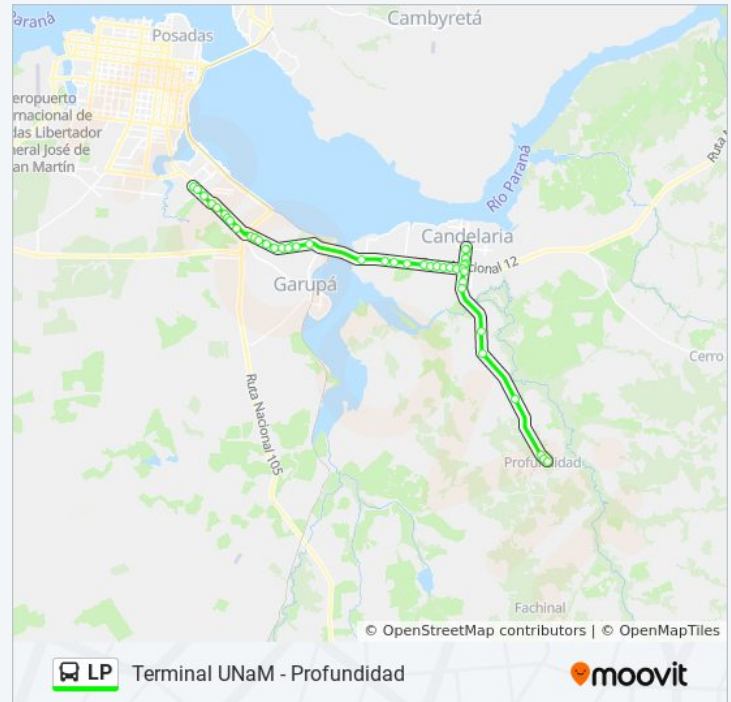 Paraná
Cambyretá
Posadas
eropuerto
rnacional de
das Libertador
neral José de
an Martín
Río Paraná
Ruta
Candelaria
cional 12
Garupá
Cerro
Ruta Nacional 105
Profundidad
Fachinal
© OpenStreetMap contributors | © OpenMapTiles
LP Terminal UNaM - Profundidad
moovit